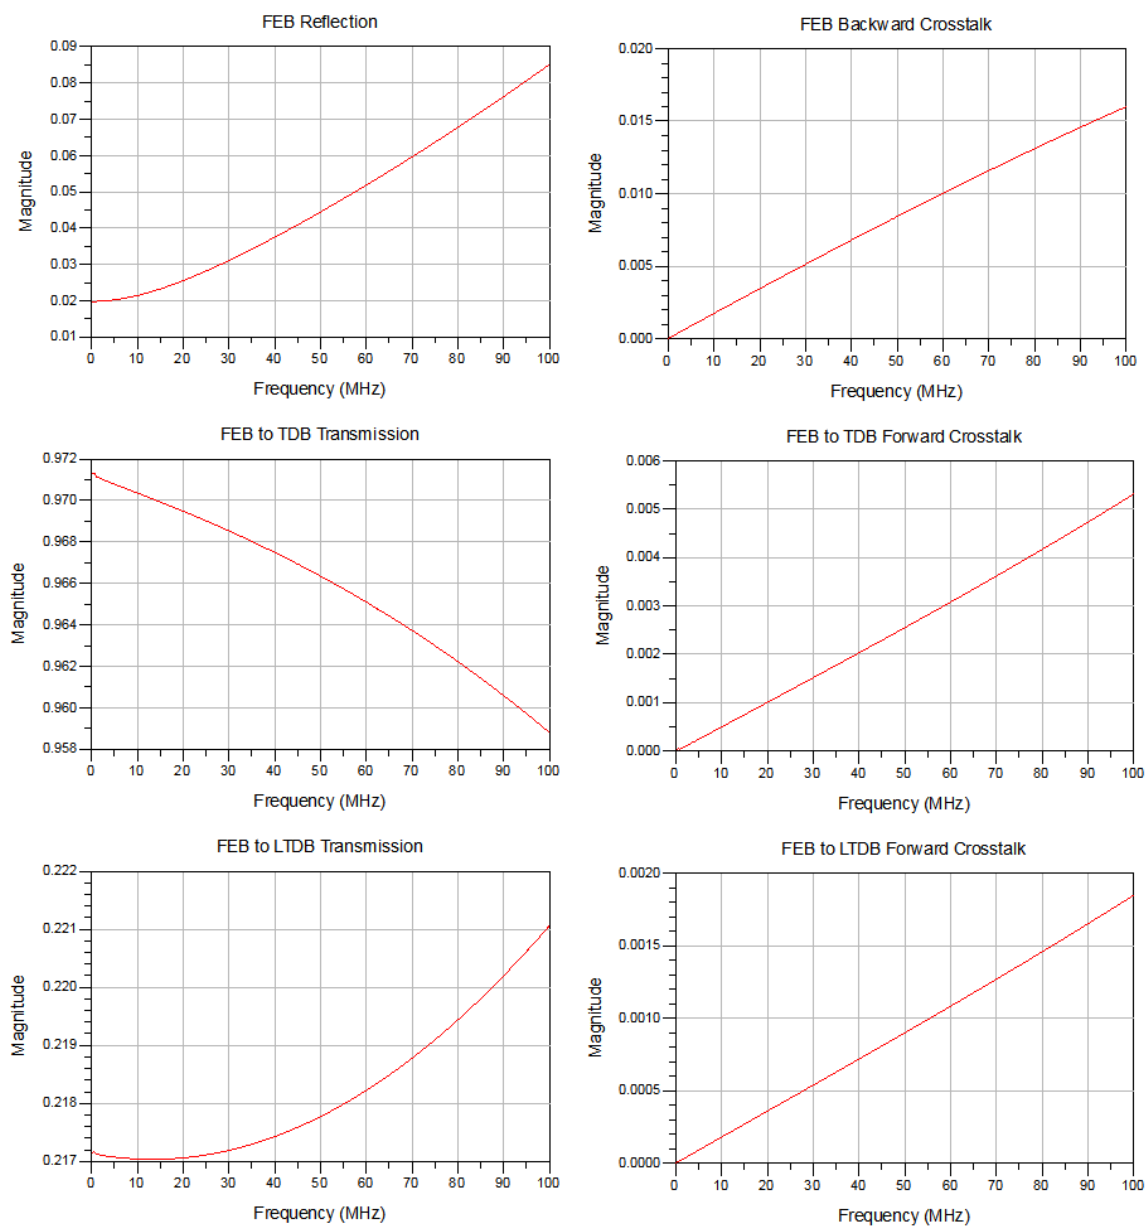 FEB Reflection
0.09
0.08
0.07
0.06
0.05
0.04
0.03
0.02
0.01
Magnitude
0 10 20 30 40 50 60 70 80 90 100
Frequency (MHz)
FEB Backward Crosstalk
0.020
0.015
0.010
0.005
0.000
Magnitude
0 10 20 30 40 50 60 70 80 90 100
Frequency (MHz)
FEB to TDB Transmission
0.972
0.970
0.968
0.966
0.964
0.962
0.960
0.958
Magnitude
0 10 20 30 40 50 60 70 80 90 100
Frequency (MHz)
FEB to TDB Forward Crosstalk
0.006
0.005
0.004
0.003
0.002
0.001
0.000
Magnitude
0 10 20 30 40 50 60 70 80 90 100
Frequency (MHz)
FEB to LTDB Transmission
0.222
0.221
0.220
0.219
0.218
0.217
Magnitude
0 10 20 30 40 50 60 70 80 90 100
Frequency (MHz)
FEB to LTDB Forward Crosstalk
0.0020
0.0015
0.0010
0.0005
0.0000
Magnitude
0 10 20 30 40 50 60 70 80 90 100
Frequency (MHz)